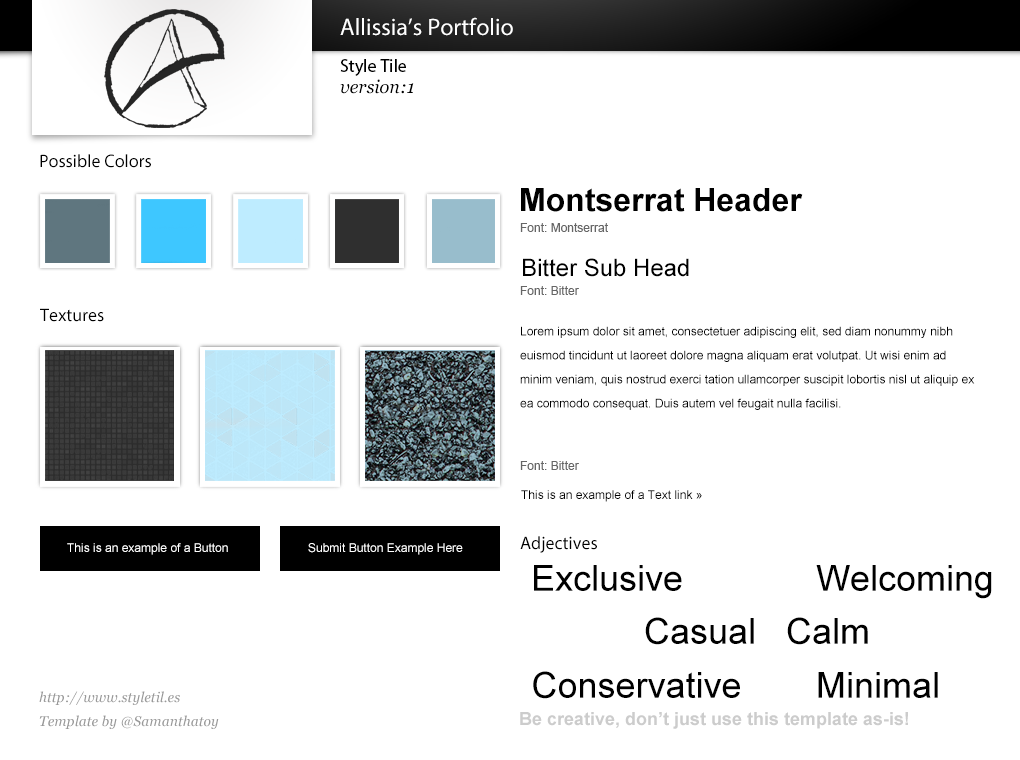 Allissia’s Portfolio
Style Tile
version:1
Possible Colors
Textures
This is an example of a Button
Submit Button Example Here
http://www.styletil.es
Template by @Samanthatoy
Montserrat Header
Font: Montserrat
Bitter Sub Head
Font: Bitter
Lorem ipsum dolor sit amet, consectetuer adipiscing elit, sed diam nonummy nibh
euismod tincidunt ut laoreet dolore magna aliquam erat volutpat. Ut wisi enim ad
minim veniam, quis nostrud exerci tation ullamcorper suscipit lobortis nisl ut aliquip ex
ea commodo consequat. Duis autem vel feugait nulla facilisi.
Font: Bitter
This is an example of a Text link »
Adjectives
Exclusive Welcoming
Casual Calm
Conservative Minimal
Be creative, don’t just use this template as-is!